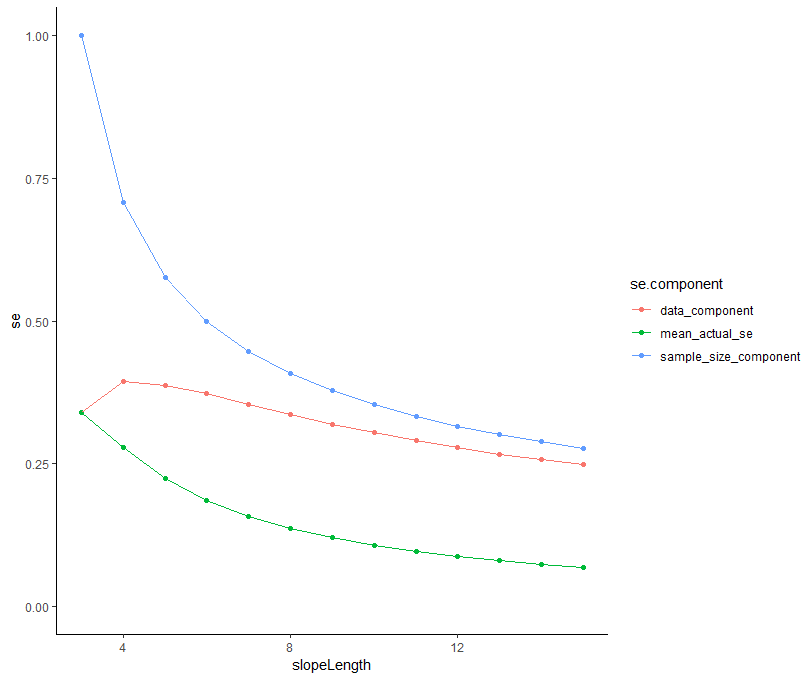 1.00
0.75
0.50
0.25
0.00
se
4
8
12
slopeLength
se.component
data_component
mean_actual_se
sample_size_component